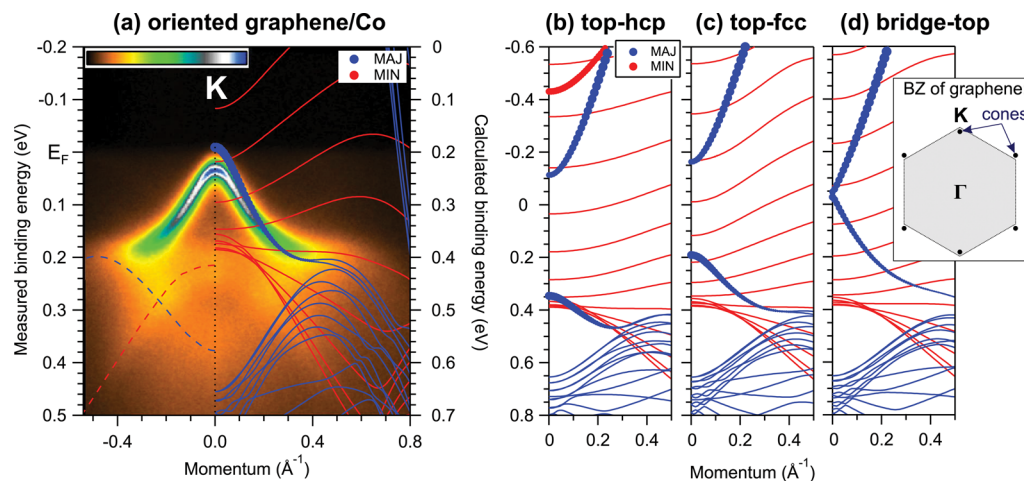 (a) oriented graphene/Co
(b) top-hcp
(c) top-fcc
(d) bridge-top
-0.2
-0.1
E_F
0.1
0.2
0.3
0.4
0.5
Measured binding energy (eV)
K
MAJ
MIN
0
0.1
0.2
0.3
0.4
0.5
0.6
0.7
Calculated binding energy (eV)
-0.4
0.0
0.4
0.8
Momentum (Å⁻¹)
-0.6
-0.4
-0.2
0
0.2
0.4
0.6
0.8
MAJ
MIN
0
0.2
0.4
0
0.2
0.4
0
0.2
0.4
Momentum (Å⁻¹)
BZ of graphene
K
cones
Γ